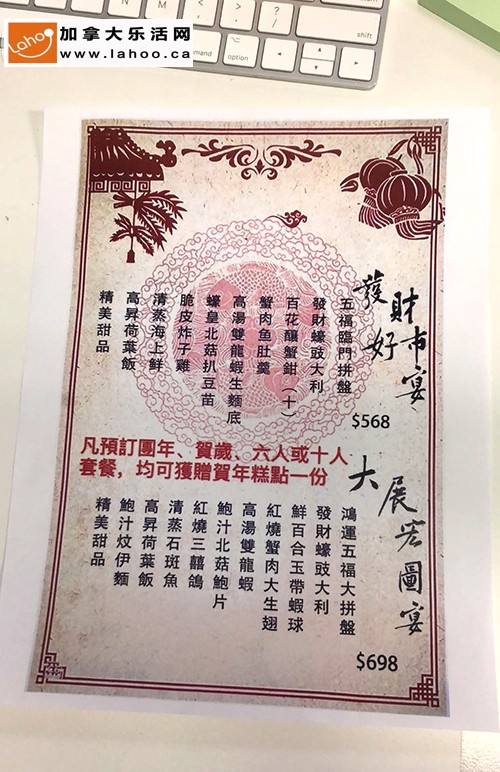 Lahoo
加拿大乐活网
www.lahoo.ca
control
option
command
command
option
shift
發財好市宴
$568
五福臨門拼盤
發財蠔豉大利
百花釀蟹鉗（十）
蟹肉魚肚羹
高湯雙龍蝦生麵底
蠔皇北菇扒豆苗
脆皮炸子雞
清蒸海上鮮
高昇荷葉飯
精美甜品
凡預訂團年、賀歲、六人或十人
套餐，均可獲贈賀年糕點一份
大展宏圖宴
$698
鴻運五福大拼盤
發財蠔豉大利
鮮百合玉帶蝦球
紅燒蟹肉大生翅
高湯雙龍蝦
鮑汁北菇鮑片
紅燒三囍鴿
清蒸石斑魚
高昇荷葉飯
鮑汁炆伊麵
精美甜品